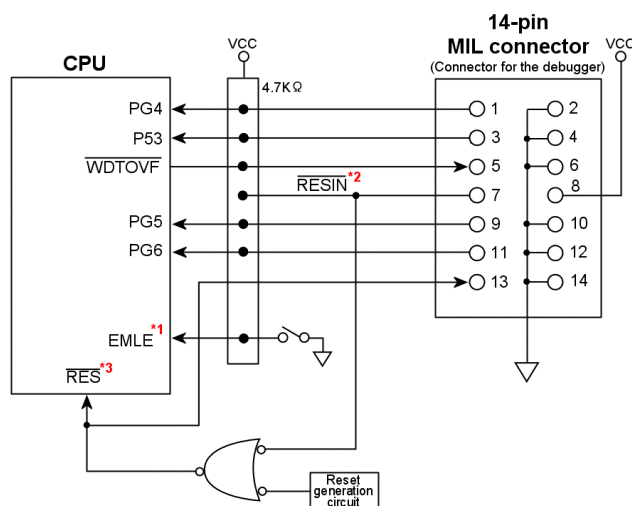 14-pin
MIL connector
(Connector for the debugger)
VCC
VCC
CPU
4.7KΩ
PG4
1
2
P53
3
4
WDTOVF
5
6
RESIN*2
7
8
PG5
9
10
PG6
11
12
13
14
EMLE*1
RES*3
Reset
generation
circuit